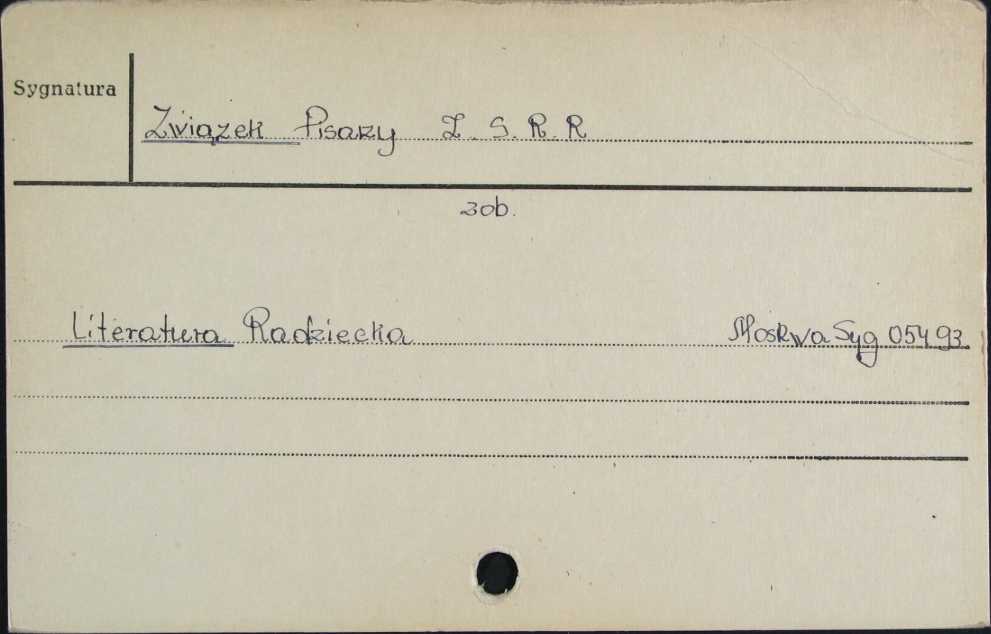 Sygnatura
Związek Pisarzy Z.S.R.R
zob.
Literatura Radziecka Moskwa Syg 05493